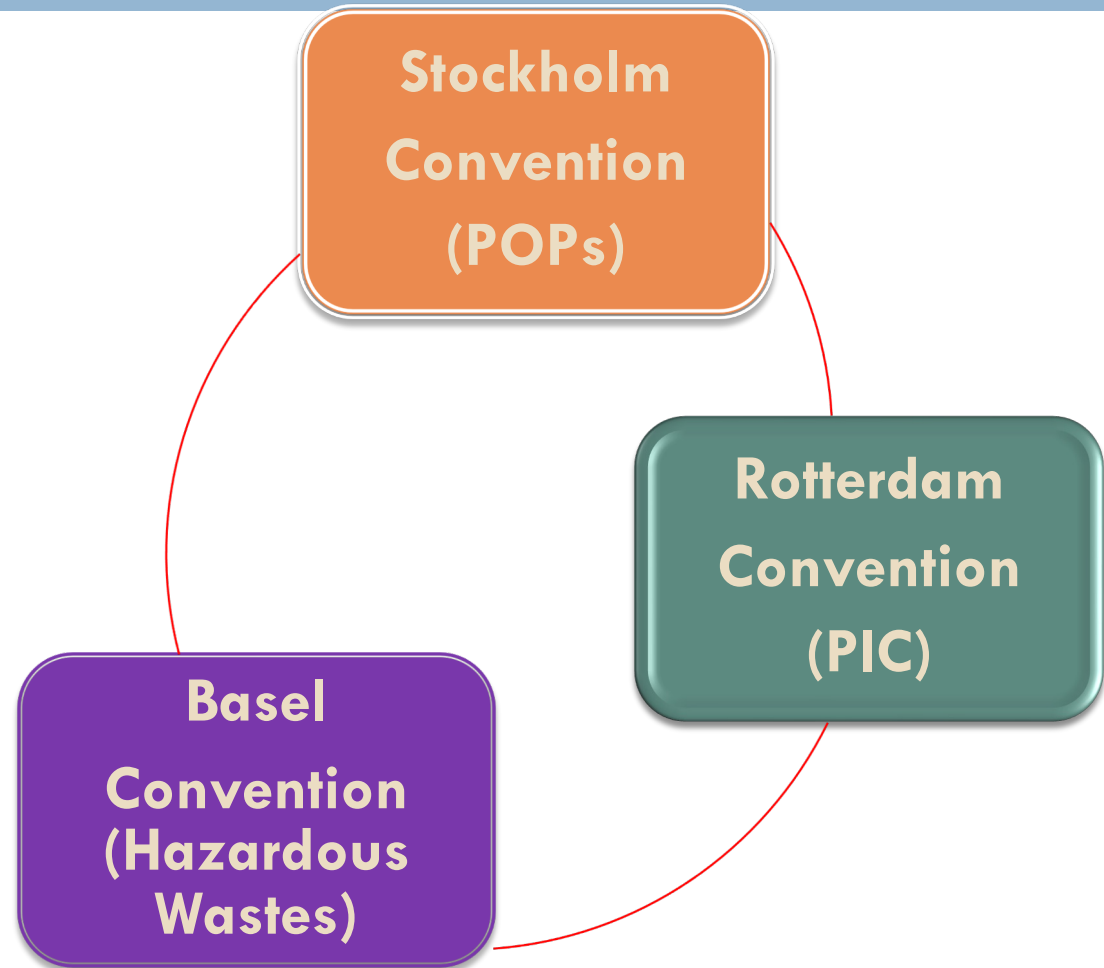 Stockholm
Convention
(POPs)
Rotterdam
Convention
(PIC)
Basel
Convention
(Hazardous
Wastes)